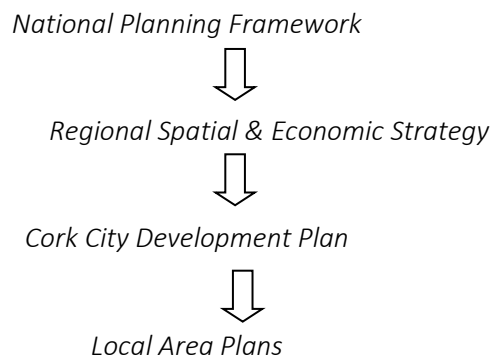 National Planning Framework
Regional Spatial & Economic Strategy
Cork City Development Plan
Local Area Plans